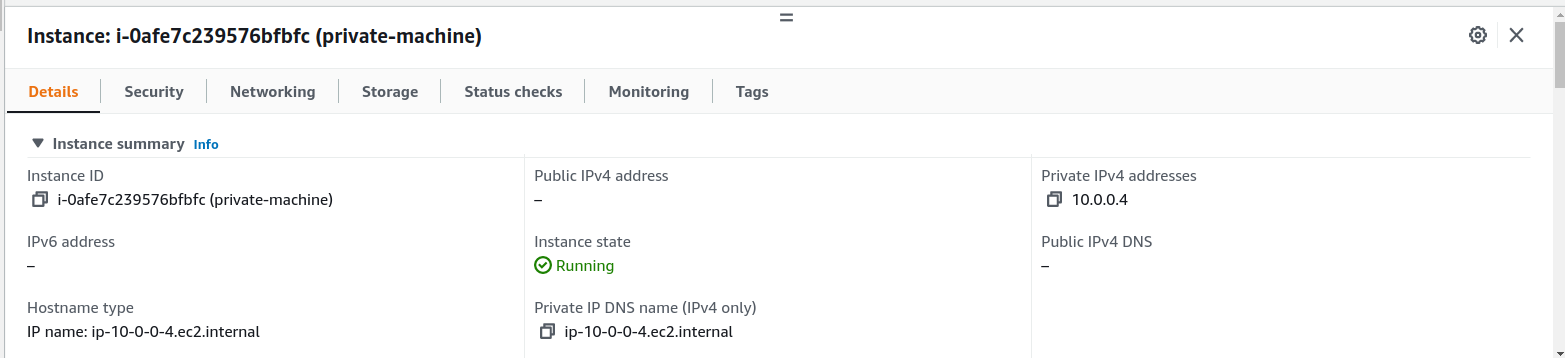 Instance: i-0afe7c239576bfbfc (private-machine)
Details Security Networking Storage Status checks Monitoring Tags
Instance summary Info
Instance ID
i-0afe7c239576bfbfc (private-machine)
Public IPv4 address
–
Private IPv4 addresses
10.0.0.4
IPv6 address
–
Instance state
Running
Public IPv4 DNS
–
Hostname type
IP name: ip-10-0-0-4.ec2.internal
Private IP DNS name (IPv4 only)
ip-10-0-0-4.ec2.internal